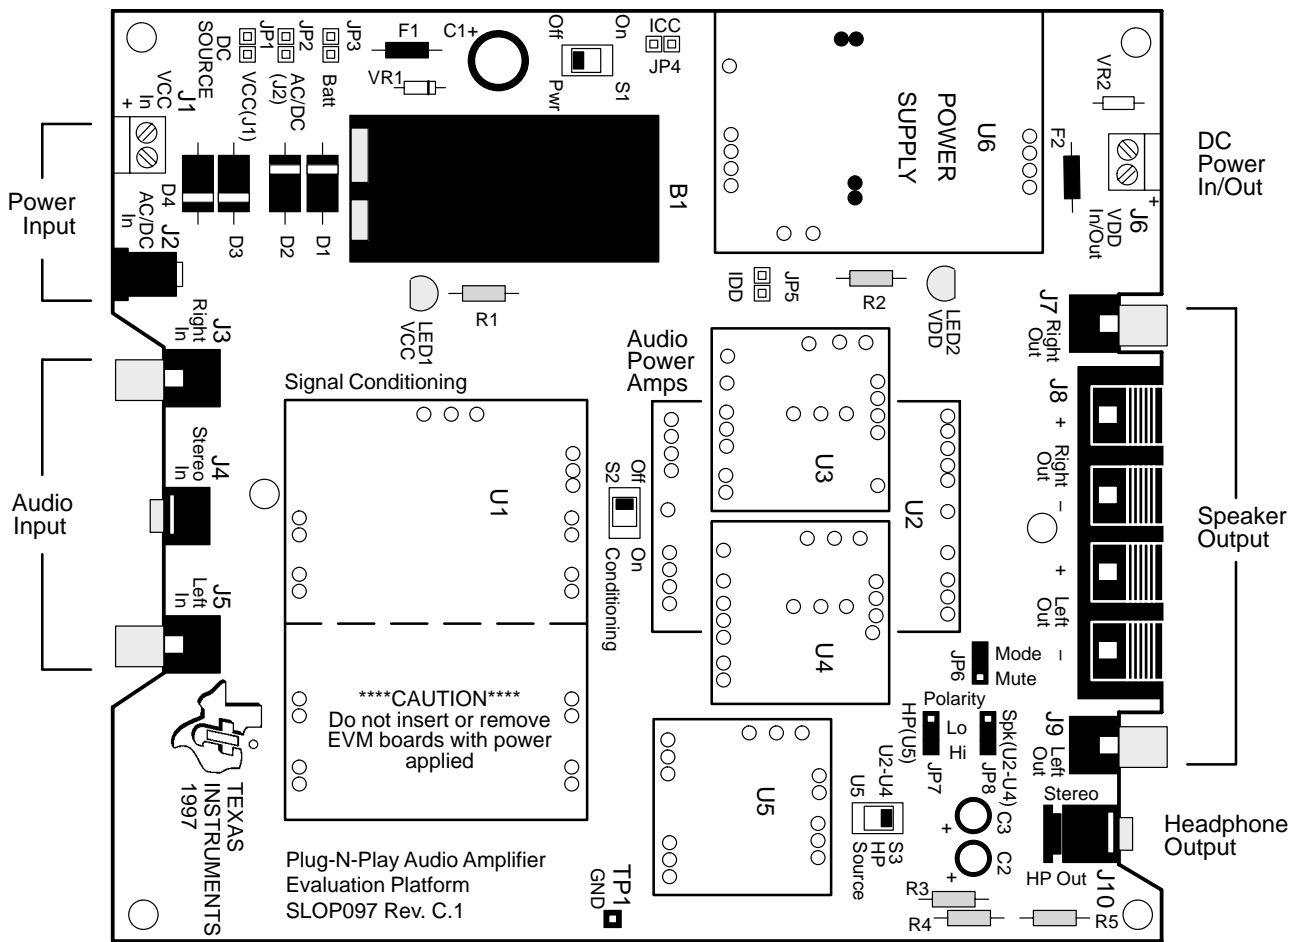 DC
SOURCE
JP1
VCC(J1)
JP2
AC/DC
(J2)
JP3
Batt
F1
VR1
C1+
Off
On
Pwr
S1
ICC
JP4
U6
POWER
SUPPLY
VR2
F2
J1
VCC
In
+
D4
D3
D2
D1
B1
J2
AC/DC
In
J6
VDD
In/Out
+
DC
Power
In/Out
Power
Input
LED1
VCC
R1
JP5
IDD
R2
LED2
VDD
J3
Right
In
J4
Stereo
In
J5
Left
In
Audio
Input
Signal Conditioning
U1
Audio
Power
Amps
U3
U2
U4
S2
Off
On
Conditioning
J7
Right
Out
J8
+
Right
Out
−
+
Left
Out
−
Speaker
Output
JP6
Mode
Mute
Polarity
HP(U5)
Lo
Hi
JP7
Spk(U2-U4)
JP8
J9
Left
Out
****CAUTION****
Do not insert or remove
EVM boards with power
applied
TEXAS
INSTRUMENTS
1997
Plug-N-Play Audio Amplifier
Evaluation Platform
SLOP097 Rev. C.1
TP1
GND
U5
U5
U2-U4
S3
HP
Source
C3
+
C2
+
R3
R4
R5
Stereo
HP Out
J10
Headphone
Output